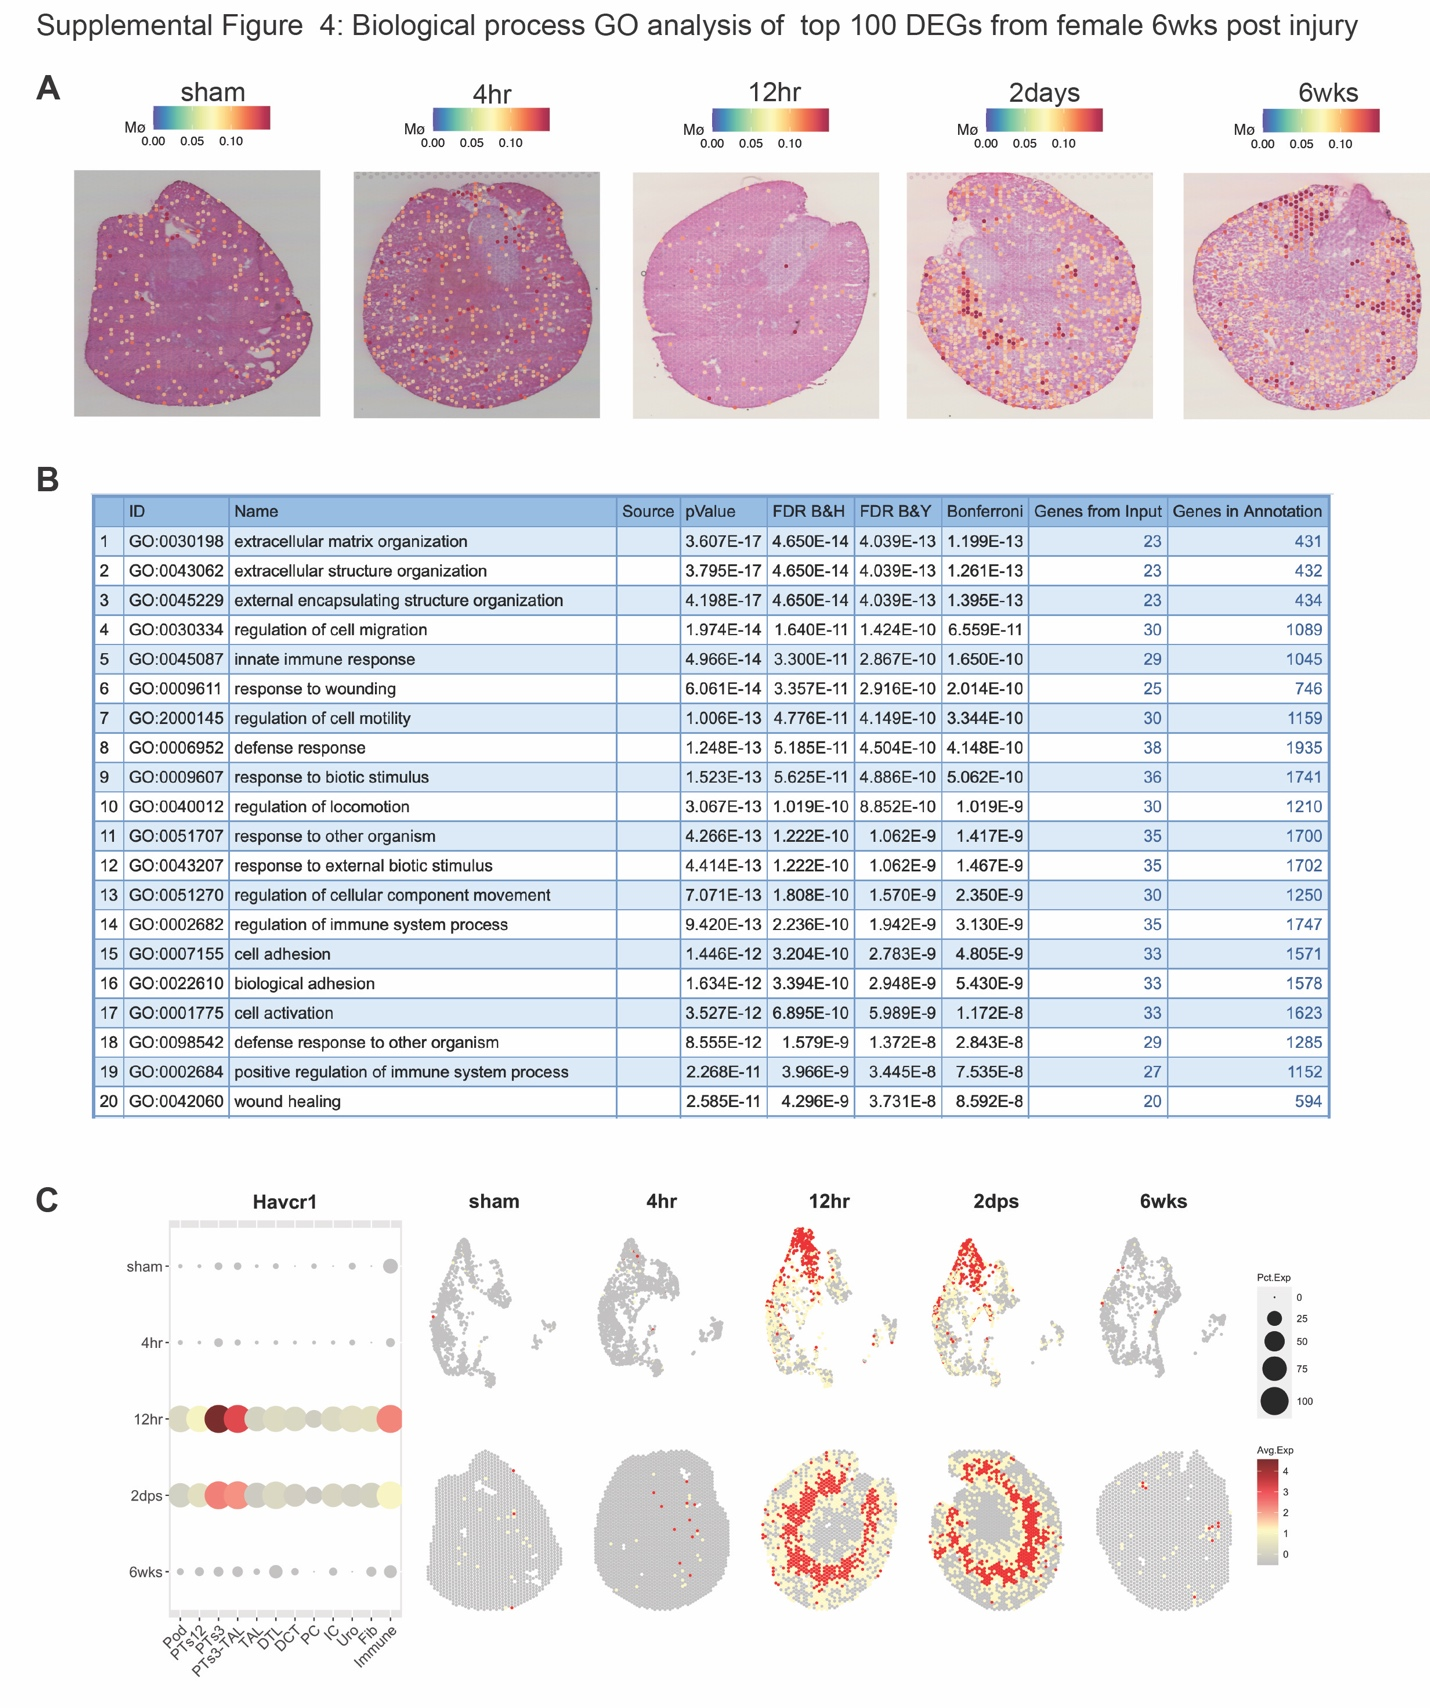 Supplemental Figure 4: Biological process GO analysis of top 100 DEGs from female 6wks post injury
A
sham 4hr 12hr 2days 6wks
Mø Mø Mø Mø Mø
0.00 0.05 0.10 0.00 0.05 0.10 0.00 0.05 0.10 0.00 0.05 0.10 0.00 0.05 0.10
B
ID Name Source pValue FDR B&H FDR B&Y Bonferroni Genes from Input Genes in Annotation
1 GO:0030198 extracellular matrix organization 3.607E-17 4.650E-14 4.039E-13 1.199E-13 23 431
2 GO:0043062 extracellular structure organization 3.795E-17 4.650E-14 4.039E-13 1.261E-13 23 432
3 GO:0045229 external encapsulating structure organization 4.198E-17 4.650E-14 4.039E-13 1.395E-13 23 434
4 GO:0030334 regulation of cell migration 1.974E-14 1.640E-11 1.424E-10 6.559E-11 30 1089
5 GO:0045087 innate immune response 4.966E-14 3.300E-11 2.867E-10 1.650E-10 29 1045
6 GO:0009611 response to wounding 6.061E-14 3.357E-11 2.916E-10 2.014E-10 25 746
7 GO:2000145 regulation of cell motility 1.006E-13 4.776E-11 4.149E-10 3.344E-10 30 1159
8 GO:0006952 defense response 1.248E-13 5.185E-11 4.504E-10 4.148E-10 38 1935
9 GO:0009607 response to biotic stimulus 1.523E-13 5.625E-11 4.886E-10 5.062E-10 36 1741
10 GO:0040012 regulation of locomotion 3.067E-13 1.019E-10 8.852E-10 1.019E-9 30 1210
11 GO:0051707 response to other organism 4.266E-13 1.222E-10 1.062E-9 1.417E-9 35 1700
12 GO:0043207 response to external biotic stimulus 4.414E-13 1.222E-10 1.062E-9 1.467E-9 35 1702
13 GO:0051270 regulation of cellular component movement 7.071E-13 1.808E-10 1.570E-9 2.350E-9 30 1250
14 GO:0002682 regulation of immune system process 9.420E-13 2.236E-10 1.942E-9 3.130E-9 35 1747
15 GO:0007155 cell adhesion 1.446E-12 3.204E-10 2.783E-9 4.805E-9 33 1571
16 GO:0022610 biological adhesion 1.634E-12 3.394E-10 2.948E-9 5.430E-9 33 1578
17 GO:0001775 cell activation 3.527E-12 6.895E-10 5.989E-9 1.172E-8 33 1623
18 GO:0098542 defense response to other organism 8.555E-12 1.579E-9 1.372E-8 2.843E-8 29 1285
19 GO:0002684 positive regulation of immune system process 2.268E-11 3.966E-9 3.445E-8 7.535E-8 27 1152
20 GO:0042060 wound healing 2.585E-11 4.296E-9 3.731E-8 8.592E-8 20 594
C
Havcr1 sham 4hr 12hr 2dps 6wks
sham
4hr
12hr
2dps
6wks
Pod PTs12 PTs3 PTs3-TAL TAL DTL DCT PC IC Uro Fib Immune
Pct.Exp
0
25
50
75
100
Avg.Exp
4
3
2
1
0